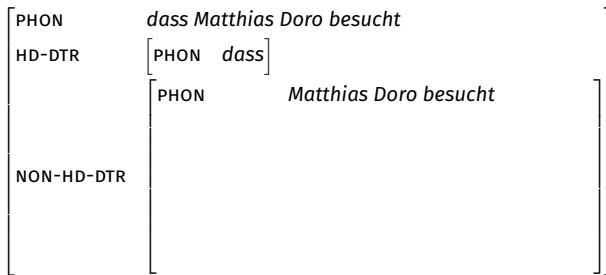 PHON dass Matthias Doro besucht
HD-DTR PHON dass
PHON Matthias Doro besucht
NON-HD-DTR